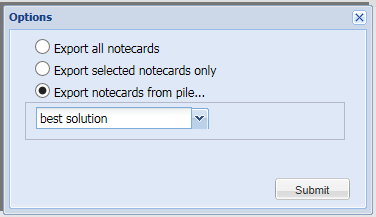 Options
Export all notecards
Export selected notecards only
Export notecards from pile...
best solution
Submit